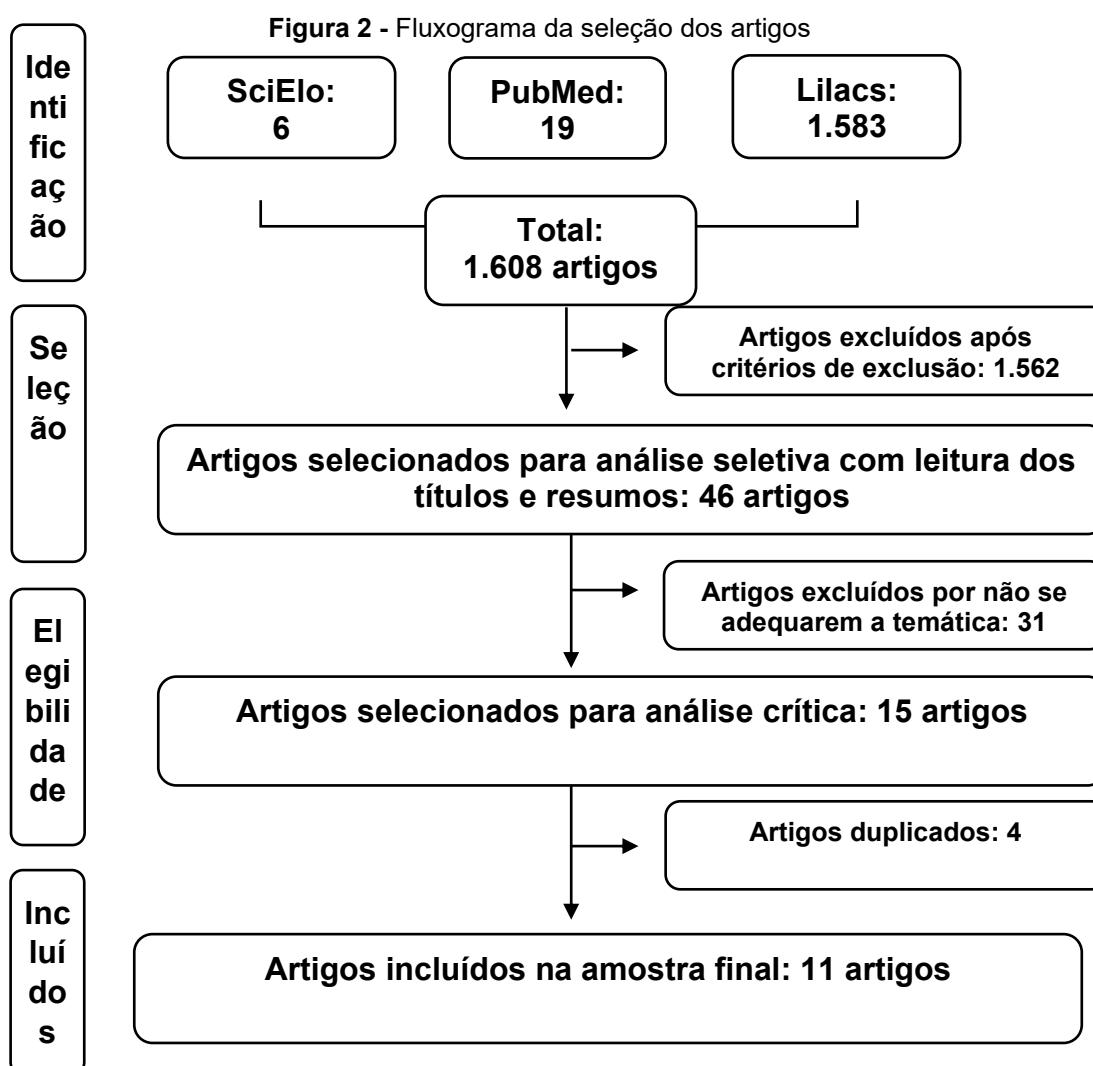 Figura 2 - Fluxograma da seleção dos artigos
Ide
nti
fic
aç
ão
SciElo:
6
PubMed:
19
Lilacs:
1.583
Total:
1.608 artigos
Se
leç
ão
Artigos excluídos após
critérios de exclusão: 1.562
Artigos selecionados para análise seletiva com leitura dos
títulos e resumos: 46 artigos
El
egi
bili
da
de
Artigos excluídos por não se
adequarem a temática: 31
Artigos selecionados para análise crítica: 15 artigos
Artigos duplicados: 4
Inc
luí
do
s
Artigos incluídos na amostra final: 11 artigos